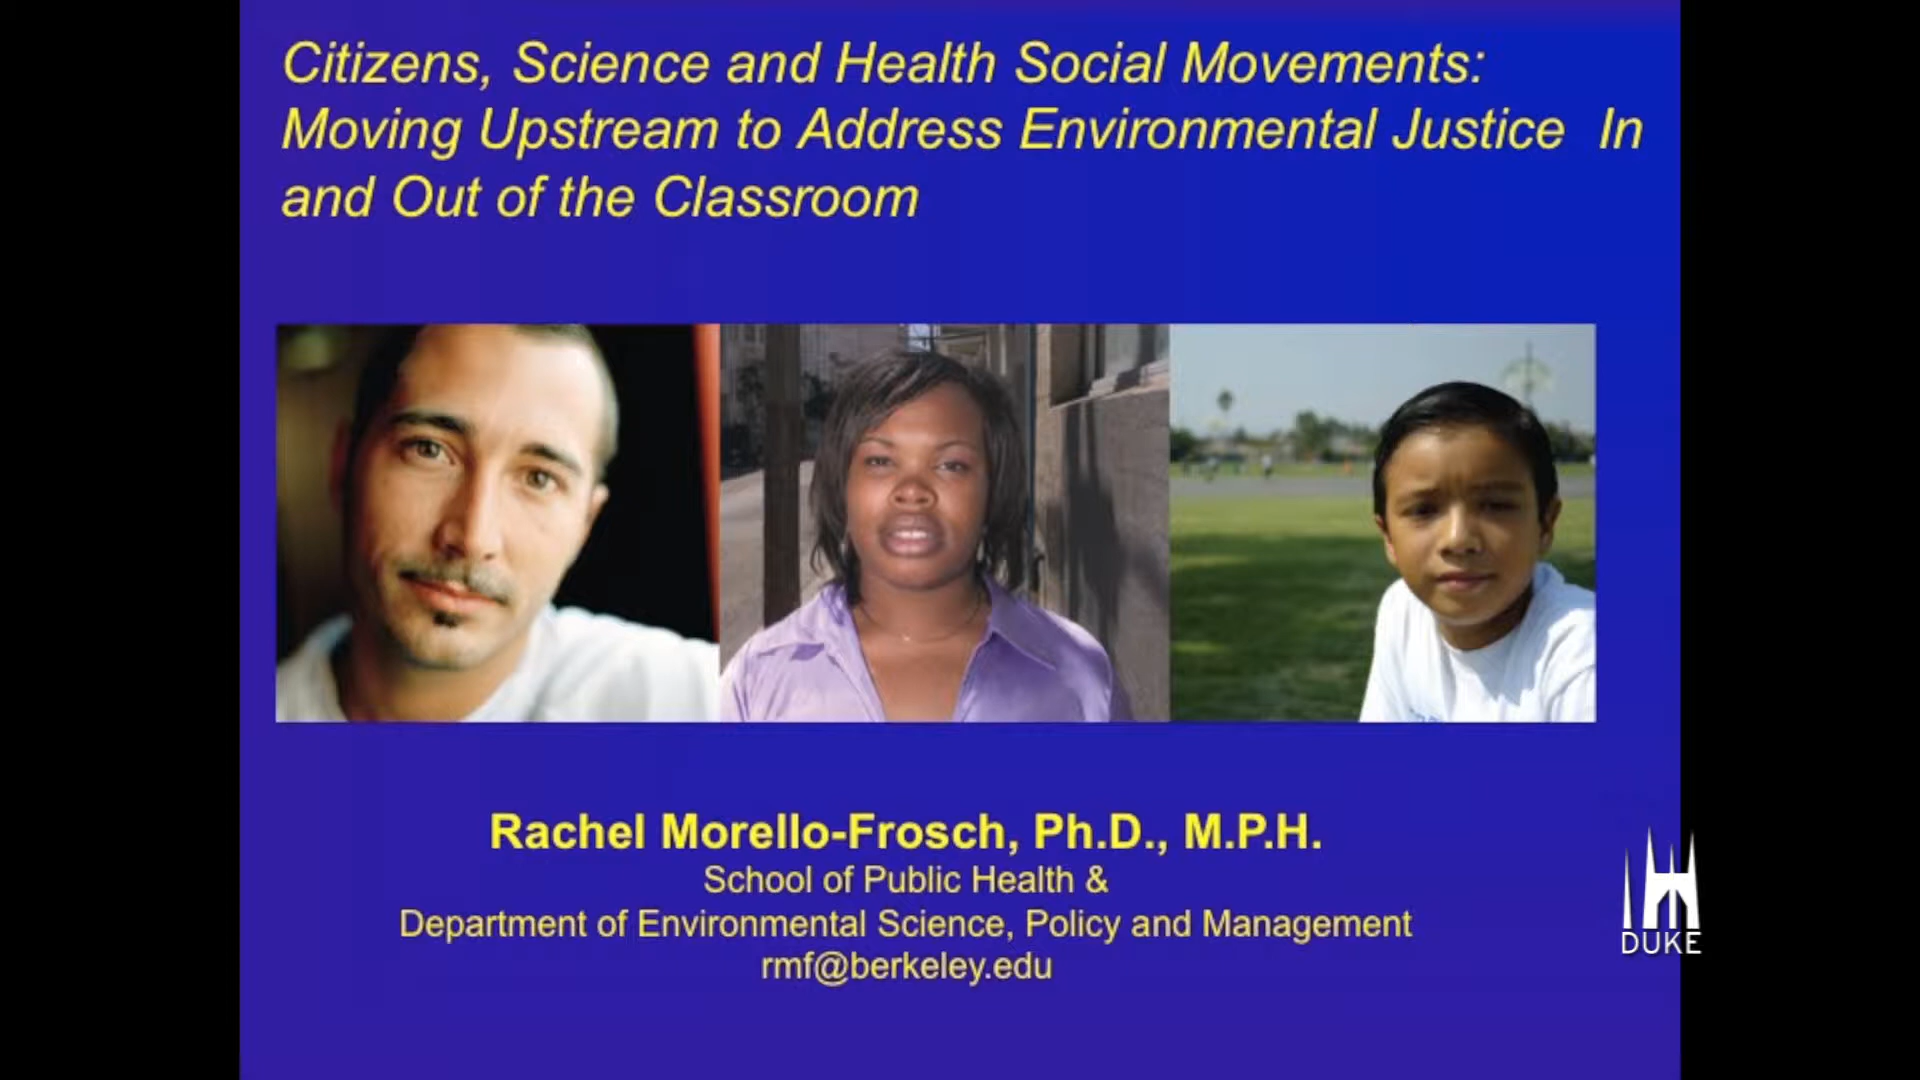 Citizens, Science and Health Social Movements:
Moving Upstream to Address Environmental Justice In
and Out of the Classroom
Rachel Morello-Frosch, Ph.D., M.P.H.
School of Public Health &
Department of Environmental Science, Policy and Management
rmf@berkeley.edu
DUKE